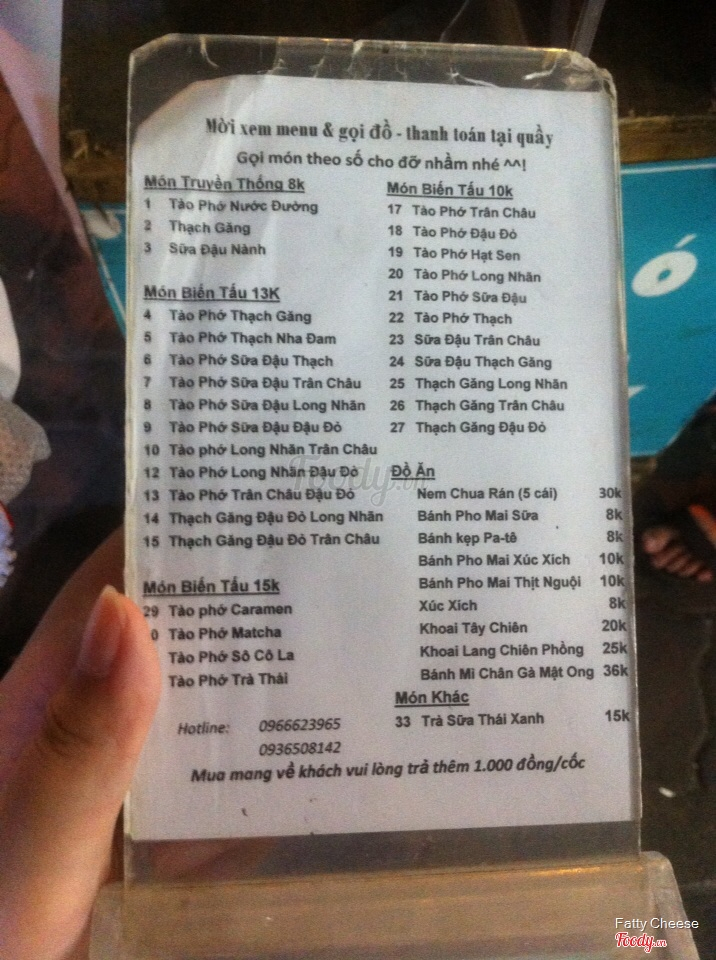 Mời xem menu & gọi đồ - thanh toán tại quầy
Gọi món theo số cho đỡ nhầm nhé ^^!
Món Truyền Thống 8k
1 Tào Phớ Nước Đường
2 Thạch Găng
3 Sữa Đậu Nành
Món Biến Tấu 13K
4 Tào Phớ Thạch Găng
5 Tào Phớ Thạch Nha Đam
6 Tào Phớ Sữa Đậu Thạch
7 Tào Phớ Sữa Đậu Trân Châu
8 Tào Phớ Sữa Đậu Long Nhãn
9 Tào Phớ Sữa Đậu Đậu Đỏ
10 Tào phớ Long Nhãn Trân Châu
12 Tào Phớ Long Nhãn Đậu Đỏ
13 Tào Phớ Trân Châu Đậu Đỏ
14 Thạch Găng Đậu Đỏ Long Nhãn
15 Thạch Găng Đậu Đỏ Trân Châu
Món Biến Tấu 15k
29 Tào phớ Caramen
0 Tào Phớ Matcha
Tào Phớ Sô Cô La
Tào Phớ Trà Thái
Món Biến Tấu 10k
17 Tào Phớ Trân Châu
18 Tào Phớ Đậu Đỏ
19 Tào Phớ Hạt Sen
20 Tào Phớ Long Nhãn
21 Tào Phớ Sữa Đậu
22 Tào Phớ Thạch
23 Sữa Đậu Trân Châu
24 Sữa Đậu Thạch Găng
25 Thạch Găng Long Nhãn
26 Thạch Găng Trân Châu
27 Thạch Găng Đậu Đỏ
Đồ Ăn
Nem Chua Rán (5 cái) 30k
Bánh Pho Mai Sữa 8k
Bánh kẹp Pa-tê 8k
Bánh Pho Mai Xúc Xích 10k
Bánh Pho Mai Thịt Nguội 10k
Xúc Xích 8k
Khoai Tây Chiên 20k
Khoai Lang Chiên Phồng 25k
Bánh Mì Chân Gà Mật Ong 36k
Món Khác
33 Trà Sữa Thái Xanh 15k
Hotline: 0966623965
0936508142
Mua mang về khách vui lòng trả thêm 1.000 đồng/cốc
Foody.vn
Fatty Cheese
Foody.vn